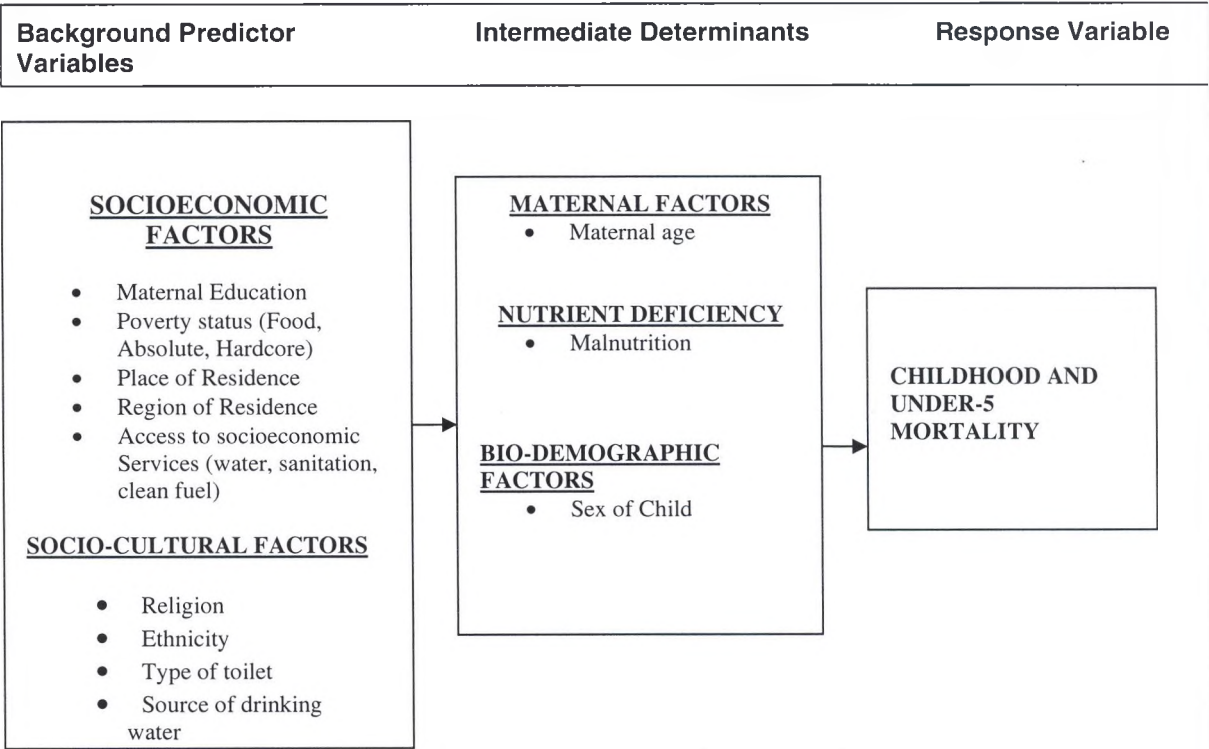 Background Predictor
Variables
Intermediate Determinants
Response Variable
SOCIOECONOMIC
FACTORS
• Maternal Education
• Poverty status (Food,
Absolute, Hardcore)
• Place of Residence
• Region of Residence
• Access to socioeconomic
Services (water, sanitation,
clean fuel)
SOCIO-CULTURAL FACTORS
• Religion
• Ethnicity
• Type of toilet
• Source of drinking
water
MATERNAL FACTORS
• Maternal age
NUTRIENT DEFICIENCY
• Malnutrition
BIO-DEMOGRAPHIC
FACTORS
• Sex of Child
CHILDHOOD AND
UNDER-5
MORTALITY